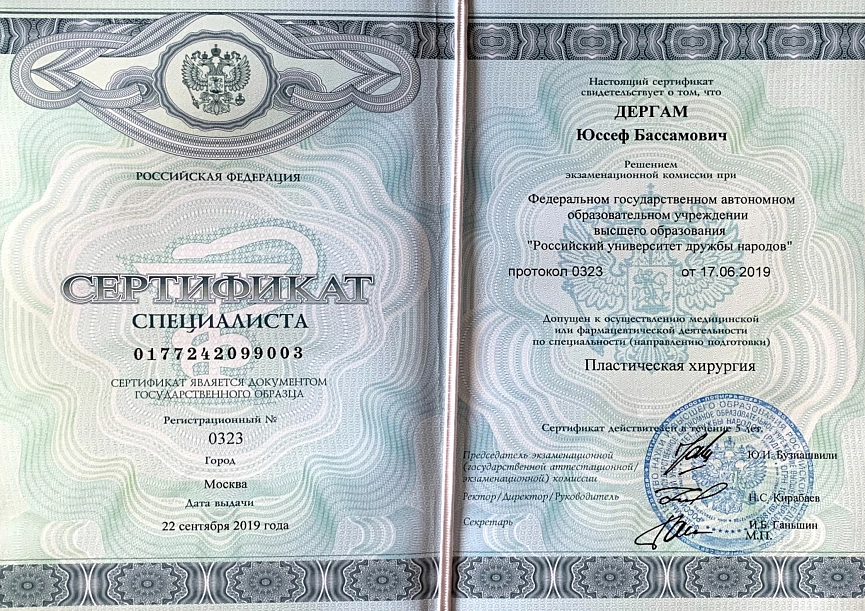 РОССИЙСКАЯ ФЕДЕРАЦИЯ
СЕРТИФИКАТ
СПЕЦИАЛИСТА
0177242099003
СЕРТИФИКАТ ЯВЛЯЕТСЯ ДОКУМЕНТОМ
ГОСУДАРСТВЕННОГО ОБРАЗЦА
Регистрационный №
0323
Город
Москва
Дата выдачи
22 сентября 2019 года
Настоящий сертификат
свидетельствует о том, что
ДЕРГАМ
Юссеф Бассамович
Решением
экзаменационной комиссии при
Федеральном государственном автономном
образовательном учреждении
высшего образования
"Российский университет дружбы народов"
протокол 0323 от 17.06.2019
Допущен к осуществлению медицинской
или фармацевтической деятельности
по специальности (направлению подготовки)
Пластическая хирургия
Сертификат действителен в течение 5 лет.
Председатель экзаменационной
(государственной аттестационной/
экзаменационной) комиссии
Ю.И. Бузиашвили
Ректор/Директор/Руководитель
Н.С. Кирабаев
Секретарь
И.Б. Ганьшин
М.П.